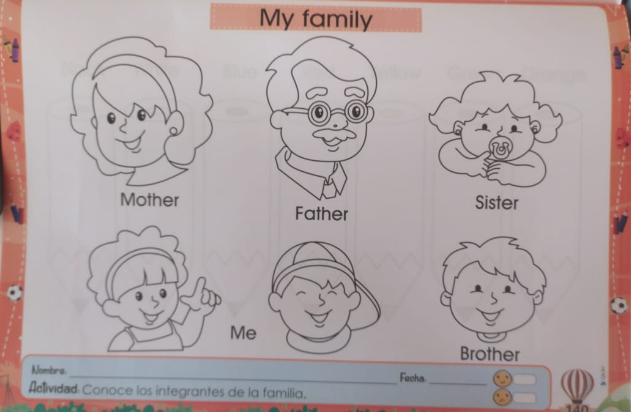 My family
Mother
Father
Sister
Me
Brother
Nombre:
Fecha:
Actividad: Conoce los integrantes de la familia.
140